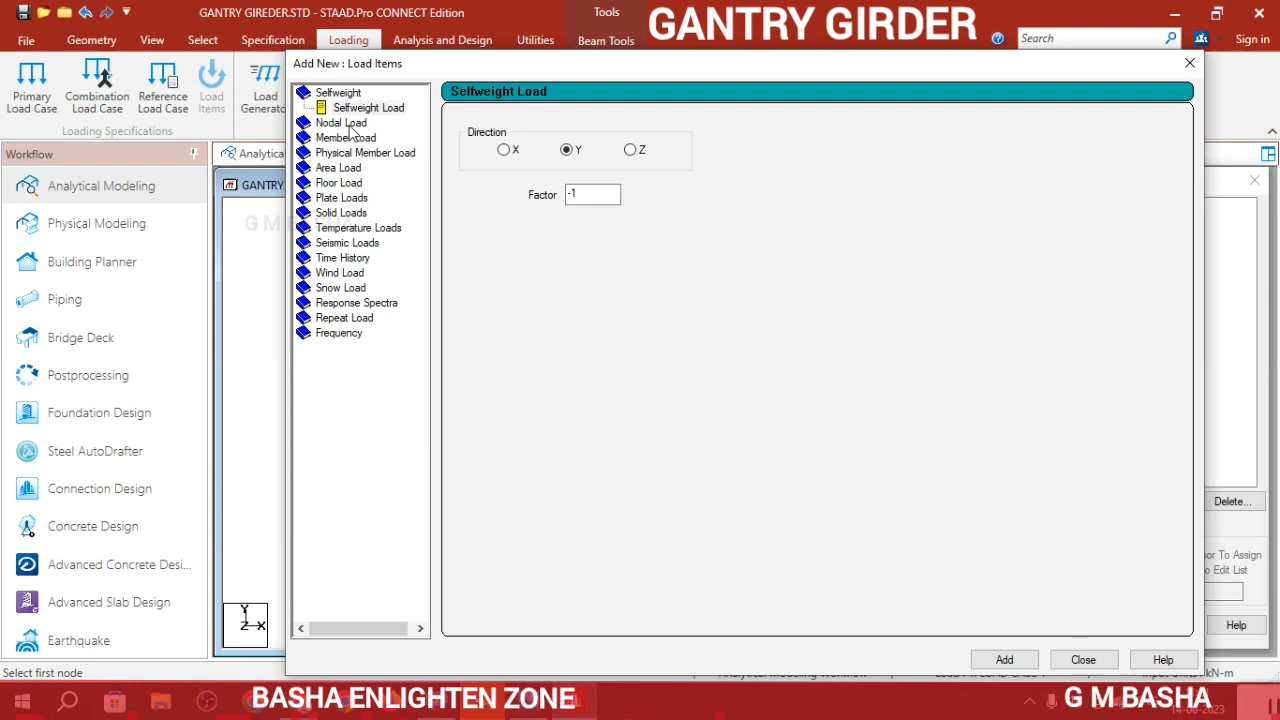 GANTRY GIREDER.STD - STAAD.Pro CONNECT Edition
Tools
GANTRY GIRDER
File
Geometry
View
Select
Specification
Loading
Analysis and Design
Utilities
Beam Tools
Search
Sign in
Primary Load Case
Combination Load Case
Reference Load Case
Load Items
Load
Loading Specifications
Add New : Load Items
Selfweight
Selfweight Load
Nodal Load
Member Load
Physical Member Load
Area Load
Floor Load
Plate Loads
Solid Loads
Temperature Loads
Seismic Loads
Time History
Wind Load
Snow Load
Response Spectra
Repeat Load
Frequency
Selfweight Load
Direction
X
Y
Z
Factor
-1
Add
Close
Help
Workflow
Analytical Modeling
Physical Modeling
Building Planner
Piping
Bridge Deck
Postprocessing
Foundation Design
Steel AutoDrafter
Connection Design
Concrete Design
Advanced Concrete Desi...
Advanced Slab Design
Earthquake
GANTRY
G M
Y
Z X
Delete...
To Assign
Edit List
Help
Select first node
BASHA ENLIGHTEN ZONE
G M BASHA